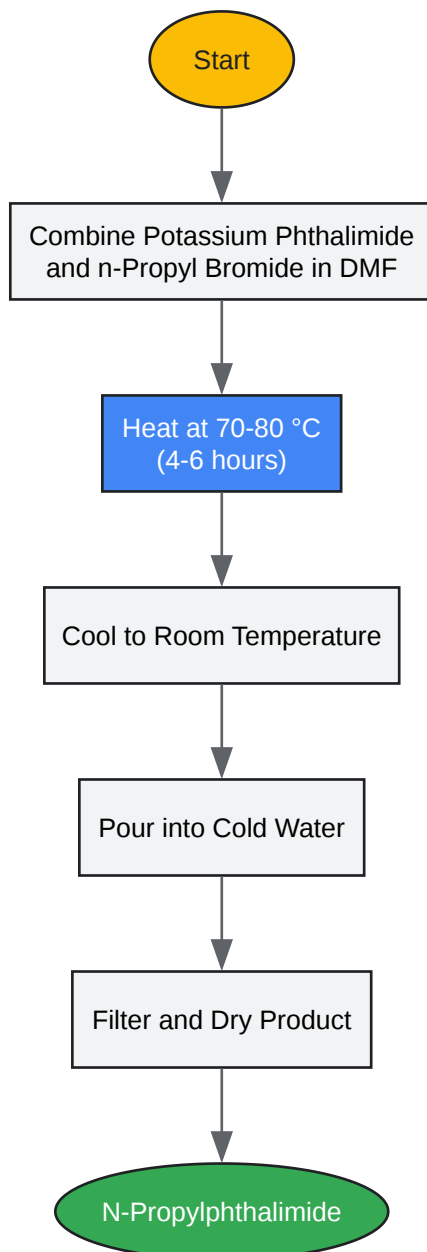 Start
Combine Potassium Phthalimide
and n-Propyl Bromide in DMF
Heat at 70-80 °C
(4-6 hours)
Cool to Room Temperature
Pour into Cold Water
Filter and Dry Product
N-Propylphthalimide